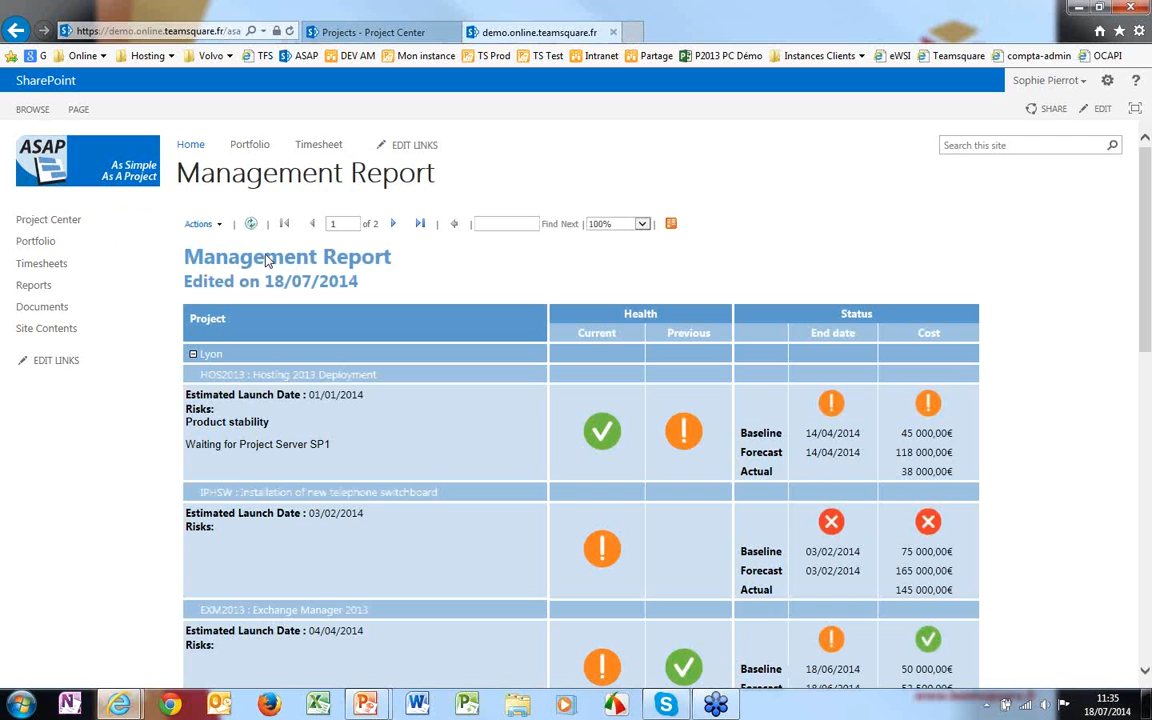 https://demo.online.teamsquare.fr/asa
Projects - Project Center
demo.online.teamsquare.fr
G
Online
Hosting
Volvo
TFS
ASAP
DEV AM
Mon instance
TS Prod
TS Test
Intranet
Partage
P2013 PC Démo
Instances Clients
eWSI
Teamsquare
compta-adm
OCAPI
SharePoint
Sophie Pierrot
?
BROWSE
PAGE
SHARE
EDIT
ASAP
As Simple
As A Project
Home
Portfolio
Timesheet
EDIT LINKS
Search this site
Management Report
Project Center
Portfolio
Timesheets
Reports
Documents
Site Contents
EDIT LINKS
Actions
1
of 2
Find Next
100%
Management Report
Edited on 18/07/2014
Project
Health
Status
Current
Previous
End date
Cost
Lyon
HOS2013 : Hosting 2013 Deployment
Estimated Launch Date : 01/01/2014
Risks:
Product stability
Waiting for Project Server SP1
Baseline 14/04/2014 45 000,00€
Forecast 14/04/2014 118 000,00€
Actual 38 000,00€
IPHSW : Installation of new telephone switchboard
Estimated Launch Date : 03/02/2014
Risks:
Baseline 03/02/2014 75 000,00€
Forecast 03/02/2014 165 000,00€
Actual 145 000,00€
EXM2013 : Exchange Manager 2013
Estimated Launch Date : 04/04/2014
Risks:
Baseline 18/06/2014 50 000,00€
11:35
18/07/2014